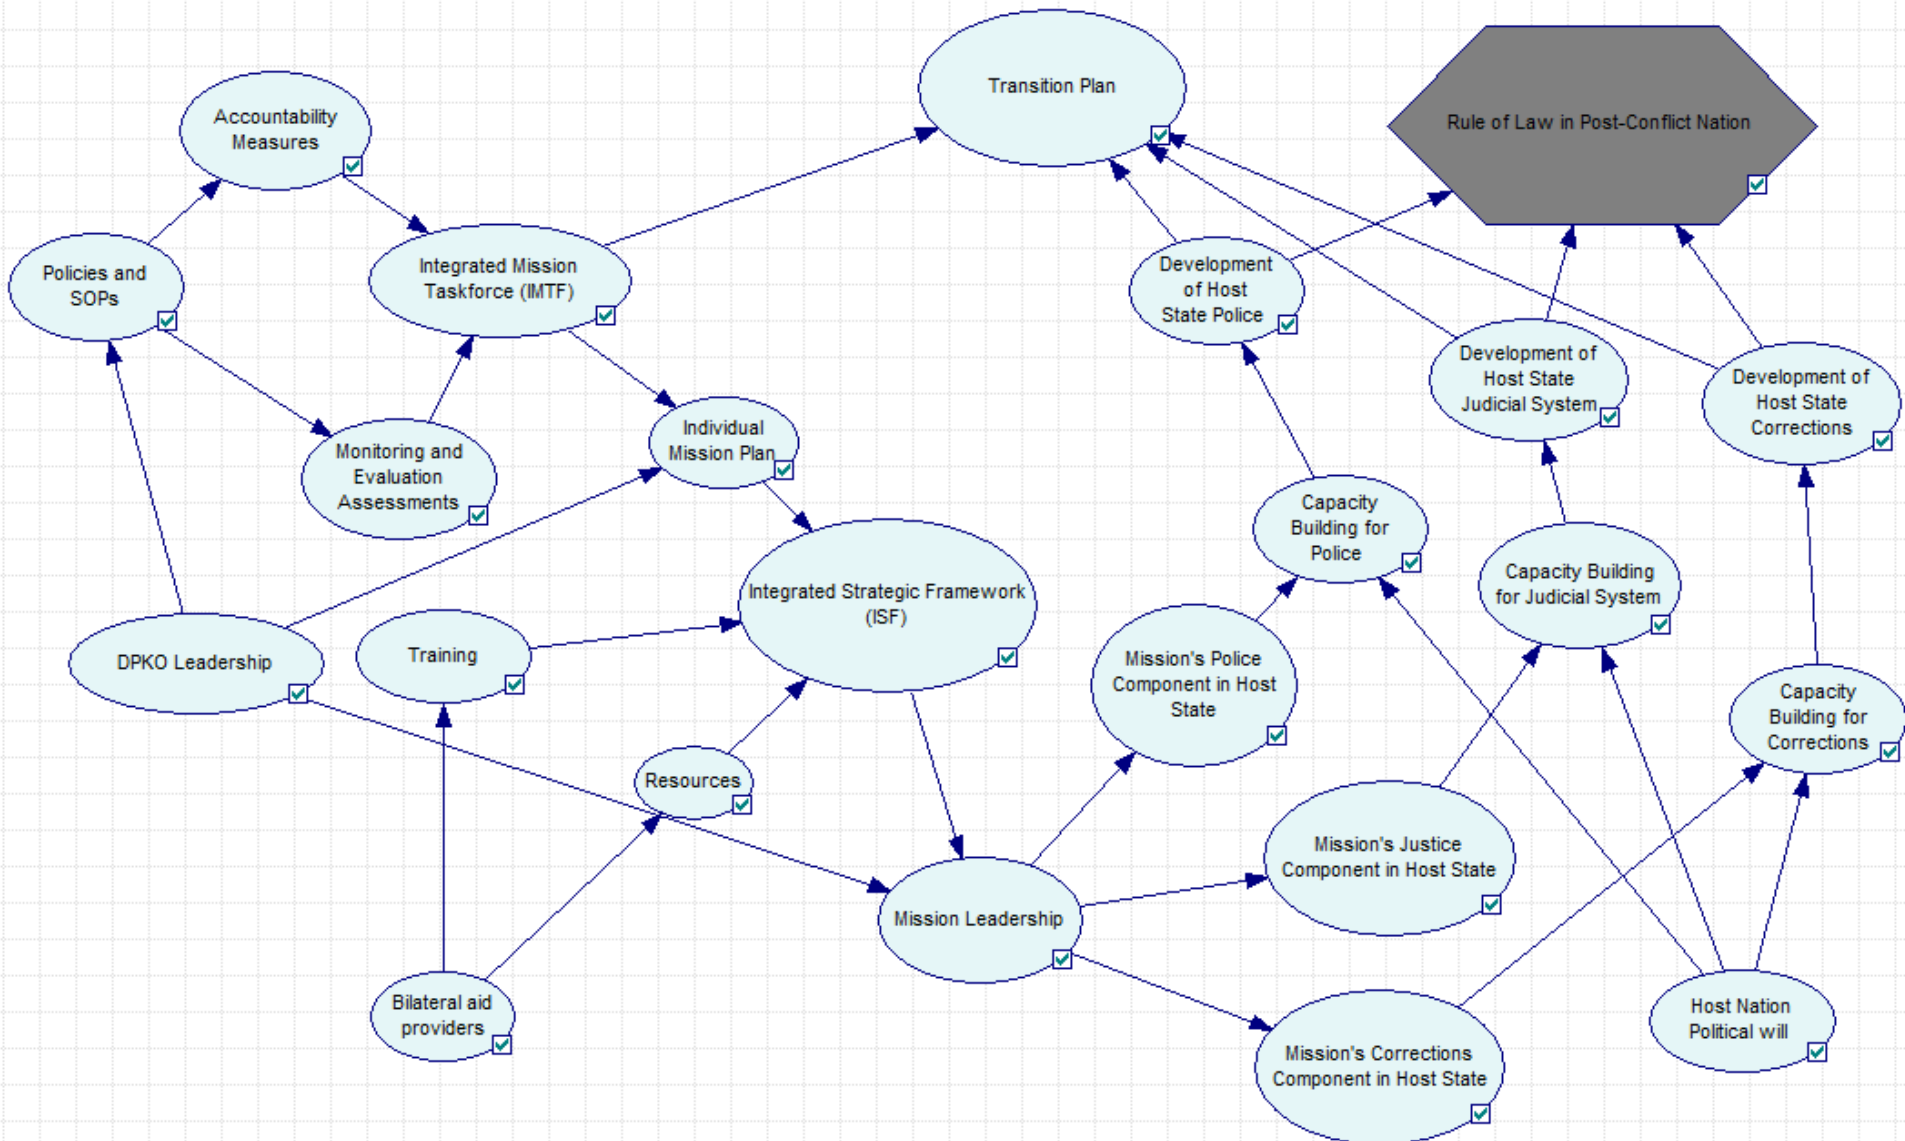 Transition Plan
Rule of Law in Post-Conflict Nation
Accountability
Measures
Policies and
SOPs
Integrated Mission
Taskforce (IMTF)
Development
of Host
State Police
Development of
Host State
Judicial System
Development of
Host State
Corrections
Individual
Mission Plan
Monitoring and
Evaluation
Assessments
Capacity
Building for
Police
Capacity Building
for Judicial System
Integrated Strategic Framework
(ISF)
DPKO Leadership
Training
Mission's Police
Component in Host
State
Capacity
Building for
Corrections
Resources
Mission's Justice
Component in Host State
Mission Leadership
Bilateral aid
providers
Host Nation
Political will
Mission's Corrections
Component in Host State